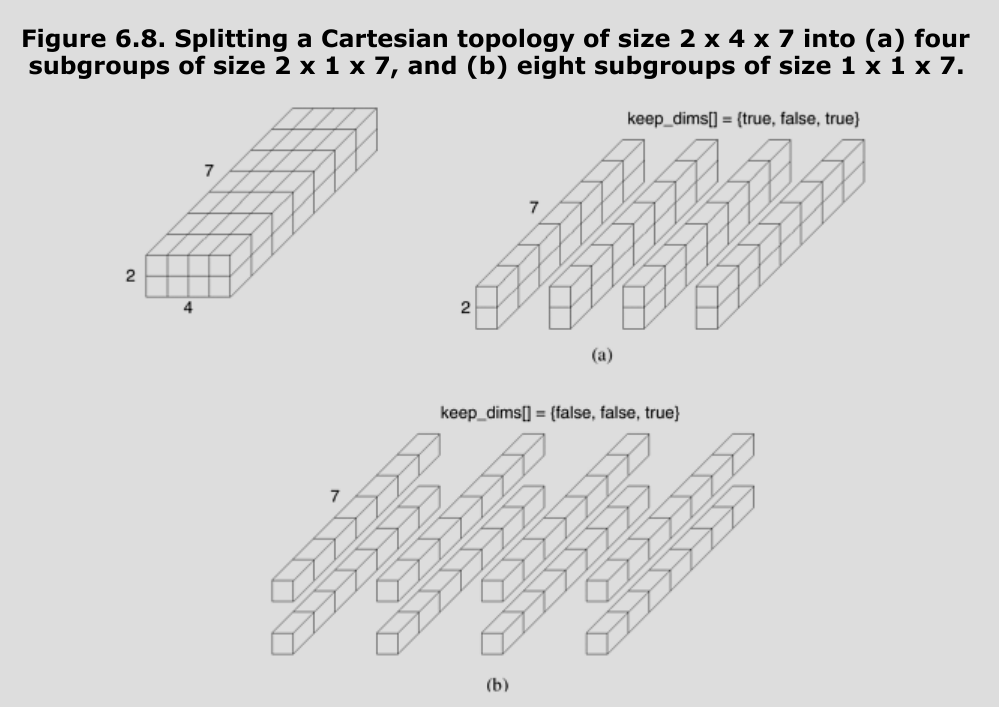 Figure 6.8. Splitting a Cartesian topology of size 2 x 4 x 7 into (a) four
subgroups of size 2 x 1 x 7, and (b) eight subgroups of size 1 x 1 x 7.
keep_dims[] = {true, false, true}
7
7
2
4
2
(a)
keep_dims[] = {false, false, true}
7
(b)